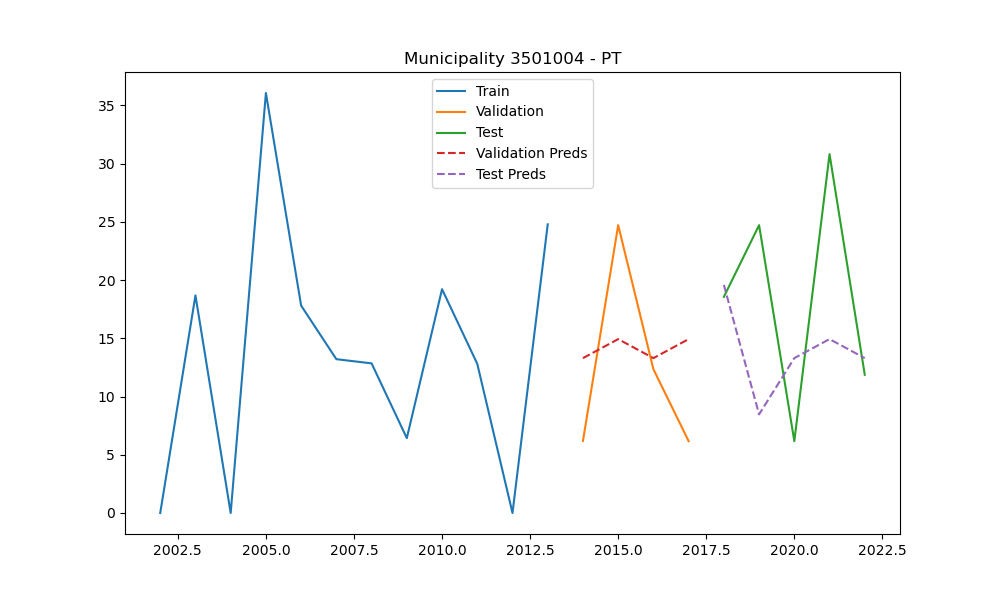 Municipality 3501004 - PT
Train
Validation
Test
Validation Preds
Test Preds
35
30
25
20
15
10
5
0
2002.5 2005.0 2007.5 2010.0 2012.5 2015.0 2017.5 2020.0 2022.5